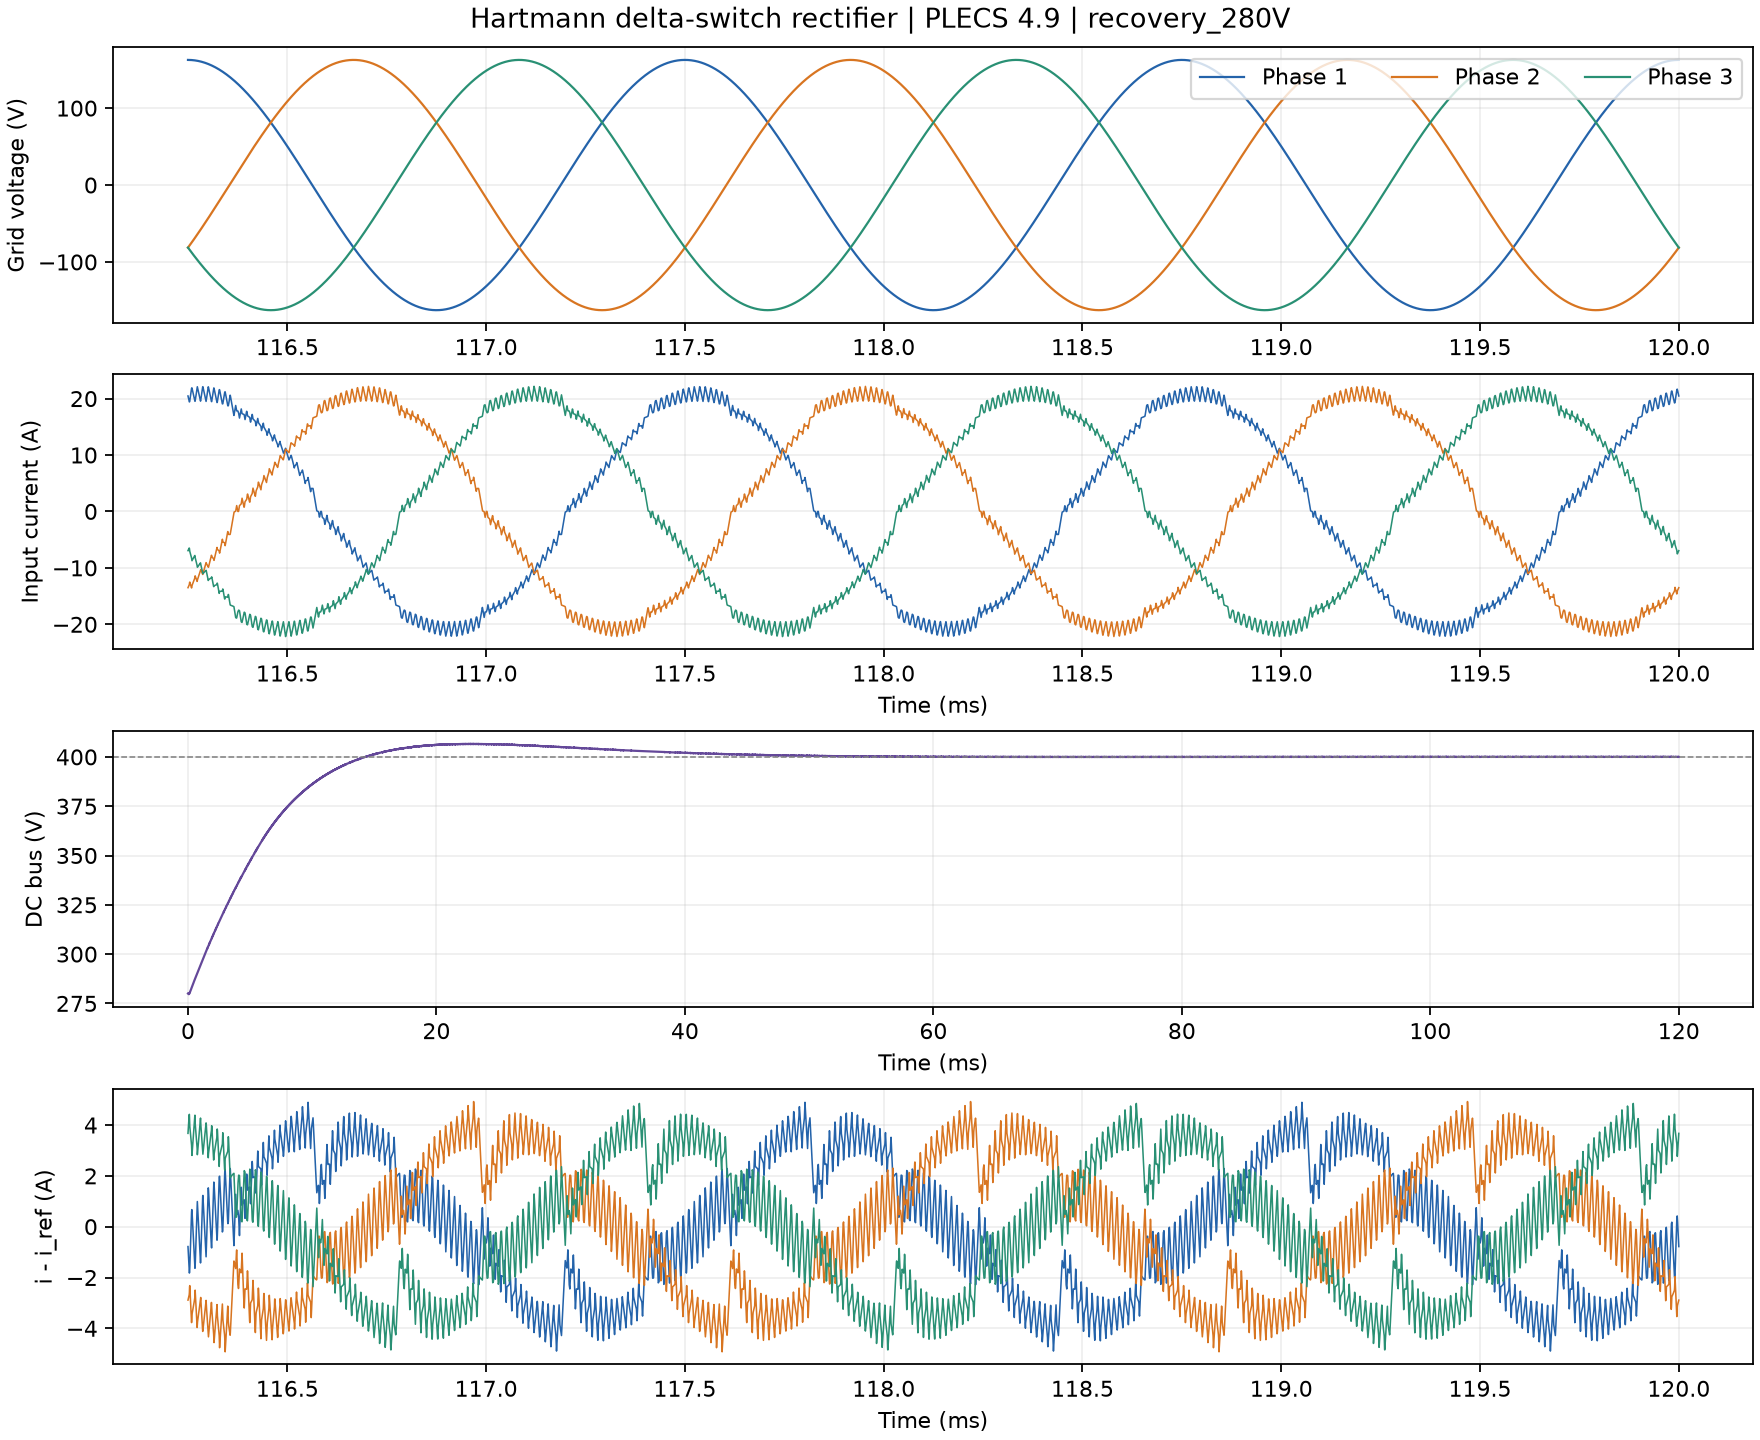 Hartmann delta-switch rectifier | PLECS 4.9 | recovery_280V
Grid voltage (V)
100
0
−100
Phase 1 Phase 2 Phase 3
116.5 117.0 117.5 118.0 118.5 119.0 119.5 120.0
Input current (A)
20
10
0
−10
−20
116.5 117.0 117.5 118.0 118.5 119.0 119.5 120.0
Time (ms)
DC bus (V)
400
375
350
325
300
275
0 20 40 60 80 100 120
Time (ms)
i - i_ref (A)
4
2
0
−2
−4
116.5 117.0 117.5 118.0 118.5 119.0 119.5 120.0
Time (ms)